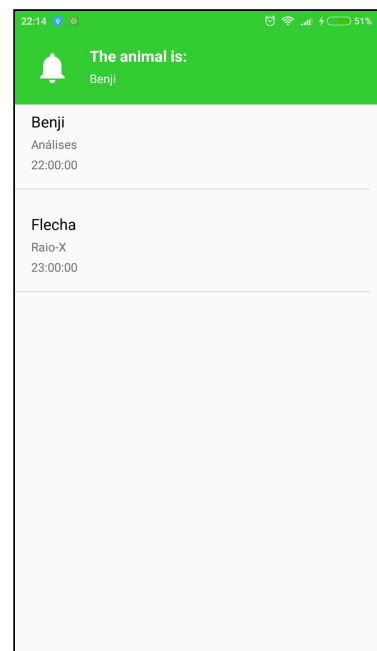 22:14 51%
The animal is:
Benji
Benji
Análises
22:00:00
Flecha
Raio-X
23:00:00